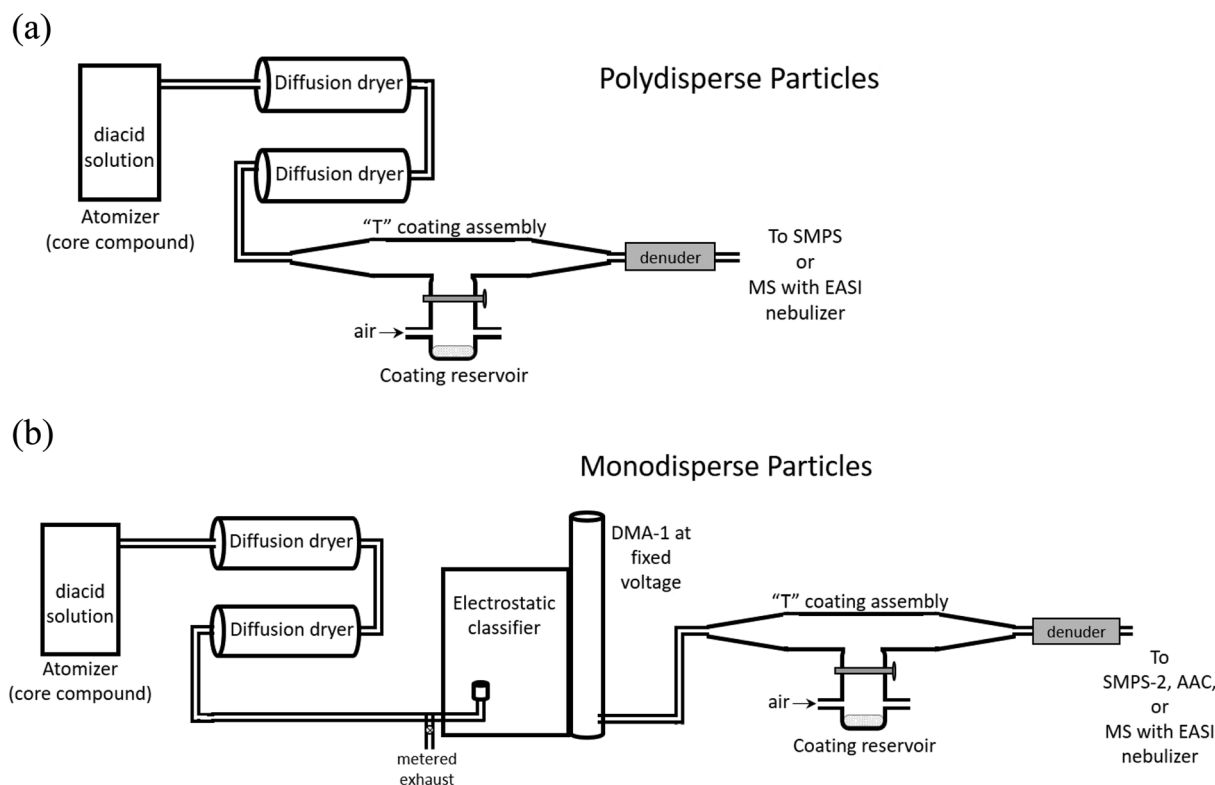 (a)
Polydisperse Particles
Diffusion dryer
diacid
solution
Diffusion dryer
Atomizer
(core compound)
“T” coating assembly
denuder
To SMPS
or
MS with EASI
nebulizer
air
Coating reservoir
(b)
Monodisperse Particles
Diffusion dryer
diacid
solution
Diffusion dryer
Atomizer
(core compound)
Electrostatic
classifier
DMA-1 at
fixed
voltage
metered
exhaust
“T” coating assembly
denuder
To
SMPS-2, AAC,
or
MS with EASI
nebulizer
air
Coating reservoir